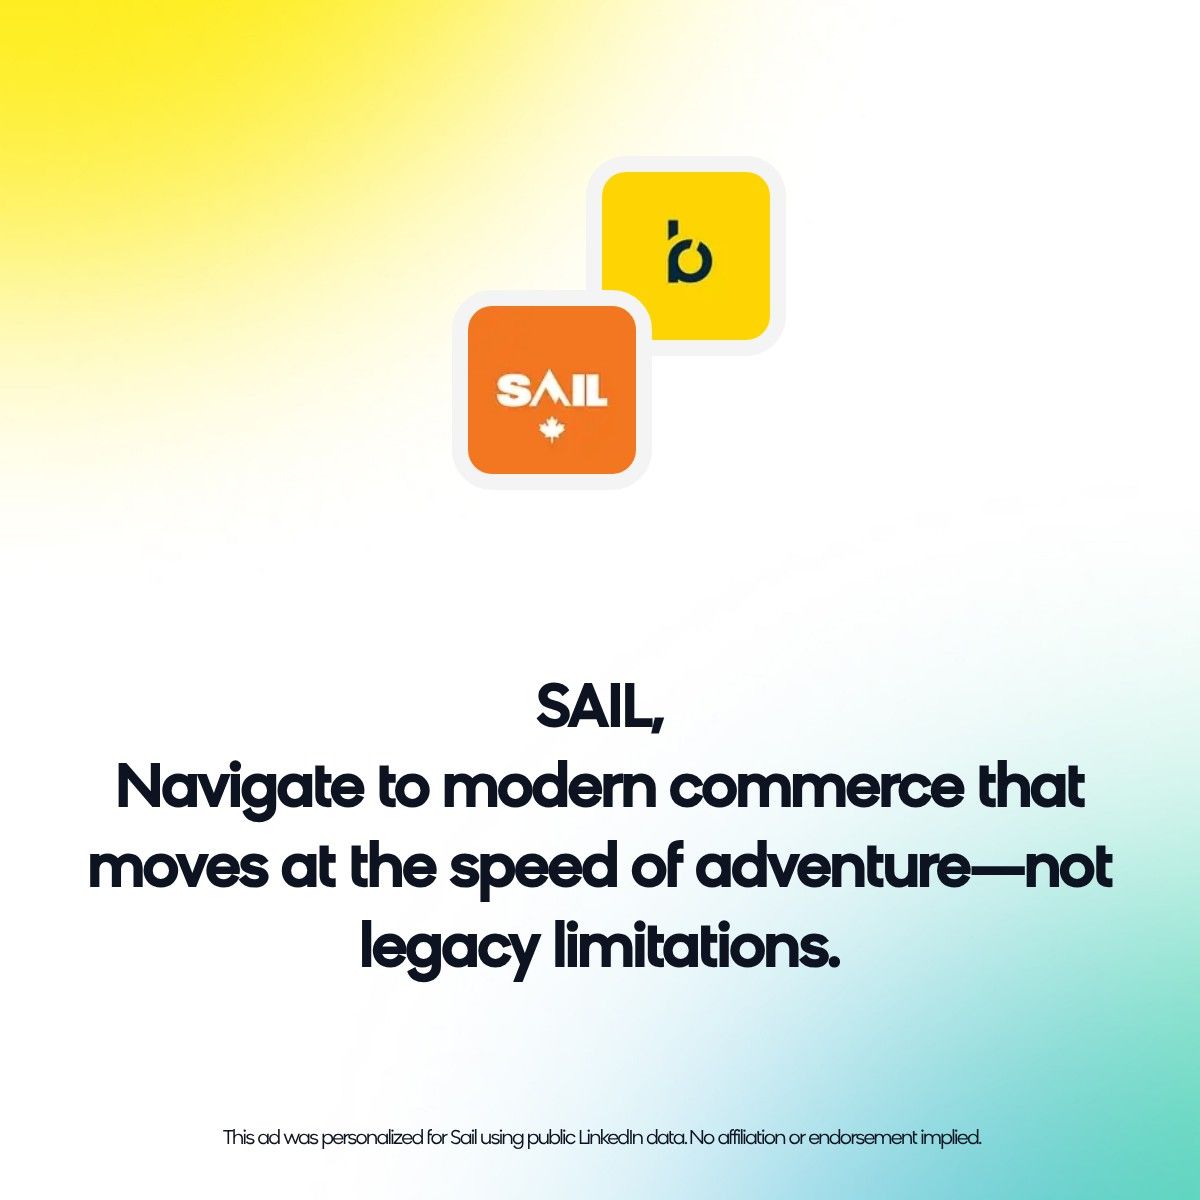 b
SAIL
SAIL,
Navigate to modern commerce that
moves at the speed of adventure—not
legacy limitations.
This ad was personalized for Sail using public LinkedIn data. No affiliation or endorsement implied.